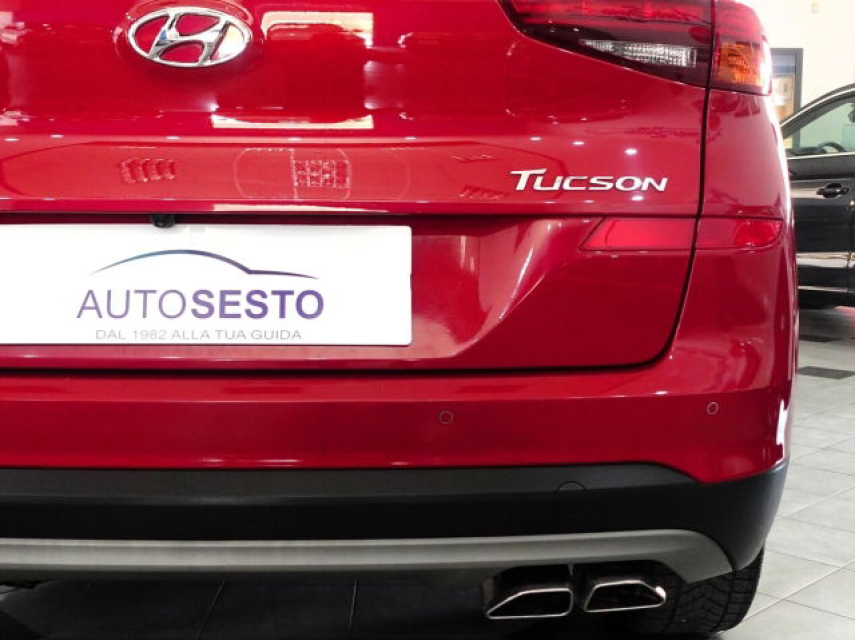 TUCSON
AUTOSESTO
DAL 1982 ALLA TUA GUIDA